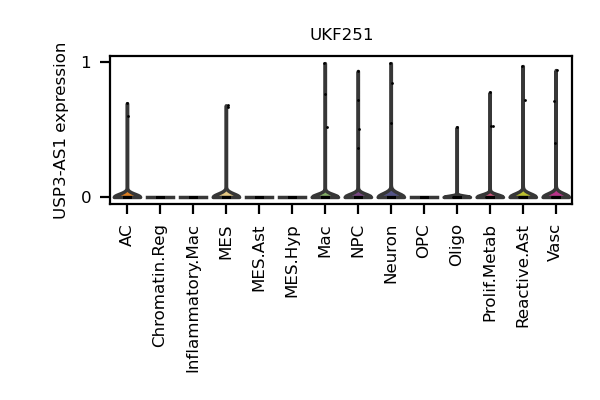 UKF251
USP3-AS1 expression
1
0
AC
Chromatin.Reg
Inflammatory.Mac
MES
MES.Ast
MES.Hyp
Mac
NPC
Neuron
OPC
Oligo
Prolif.Metab
Reactive.Ast
Vasc